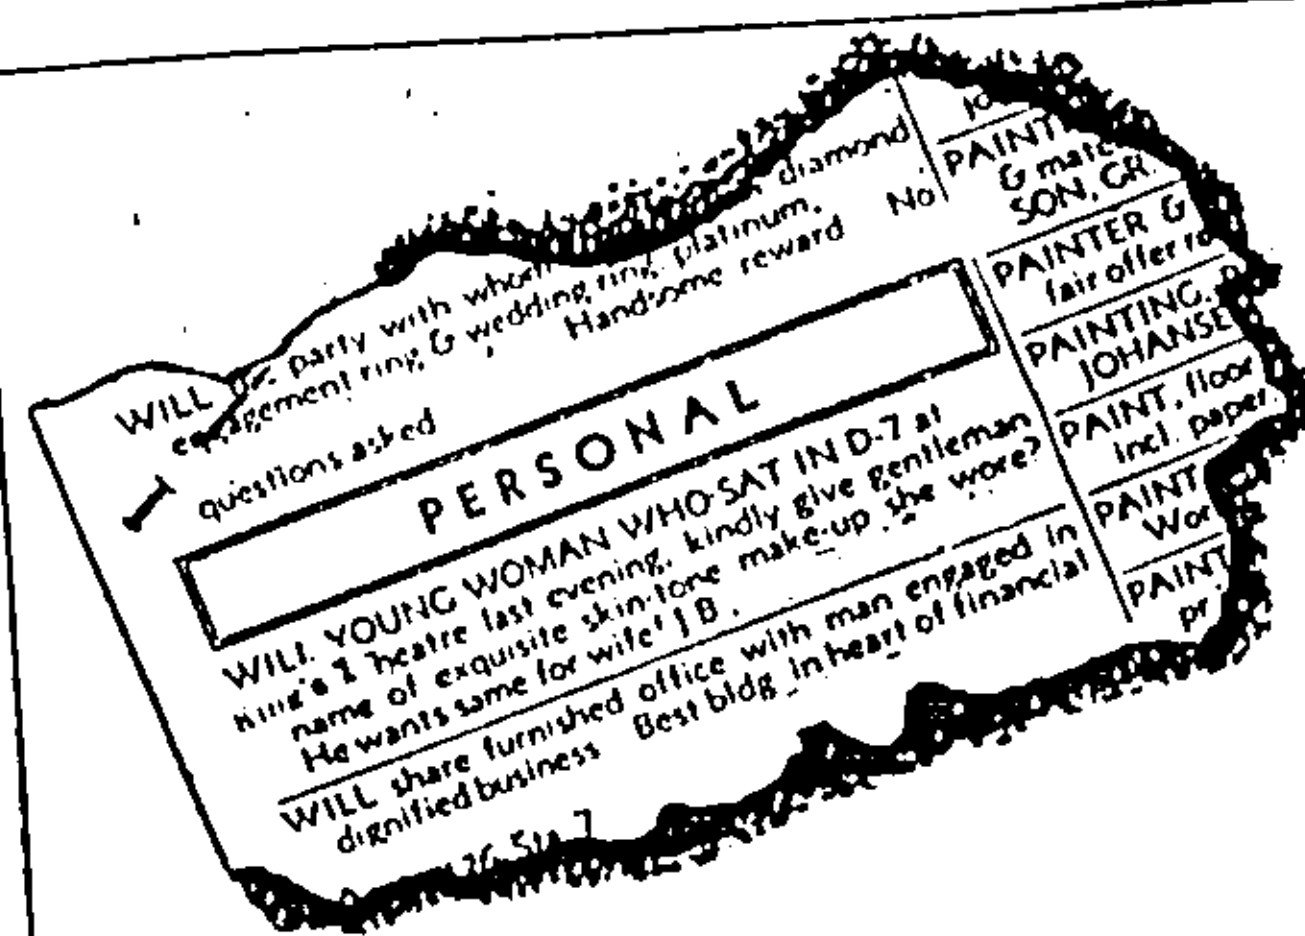 diamond
WILL party with whom
engagement ring & wedding ring, platinum.
Handsome reward No
questions asked
PERSONAL
WILL YOUNG WOMAN WHO SAT IN D-7 at
King's Theatre last evening, kindly give gentleman
name of exquisite skin-tone make-up she wore?
He wants same for wife! J B.
WILL share furnished office with man engaged in
dignified business Best bldg in heart of financial
PAINT
& matc
SON, GR.
PAINTER &
fair offer to
PAINTING.
JOHANSE
PAINT, floor
incl. paper.
PAINT
Wor
PAINT
pr